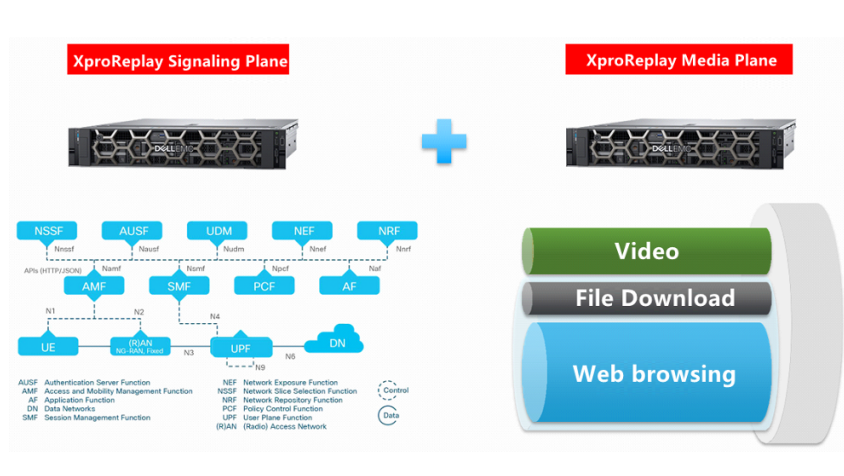 XproReplay Signaling Plane
XproReplay Media Plane
DELLEMC
DELLEMC
NSSF
AUSF
UDM
NEF
NRF
Nnssf
Nausf
Nudm
Nnef
Nnrf
APIs (HTTP/JSON)
Namf
Nsmf
Npcf
Naf
AMF
SMF
PCF
AF
N1
N2
N4
UE
(R)AN
NG-RAN, Fixed
N3
UPF
N9
N6
DN
AUSF Authentication Server Function
AMF Access and Mobility Management Function
AF Application Function
DN Data Networks
SMF Session Management Function
NEF Network Exposure Function
NSSF Network Slice Selection Function
NRF Network Repository Function
PCF Policy Control Function
UPF User Plane Function
(R)AN (Radio) Access Network
Control
Data
Video
File Download
Web browsing